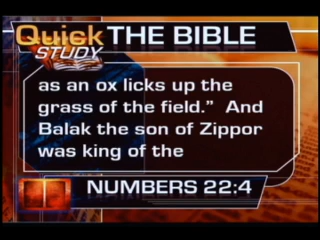 Quick THE BIBLE
STUDY
as an ox licks up the
grass of the field.” And
Balak the son of Zippor
was king of the
NUMBERS 22:4